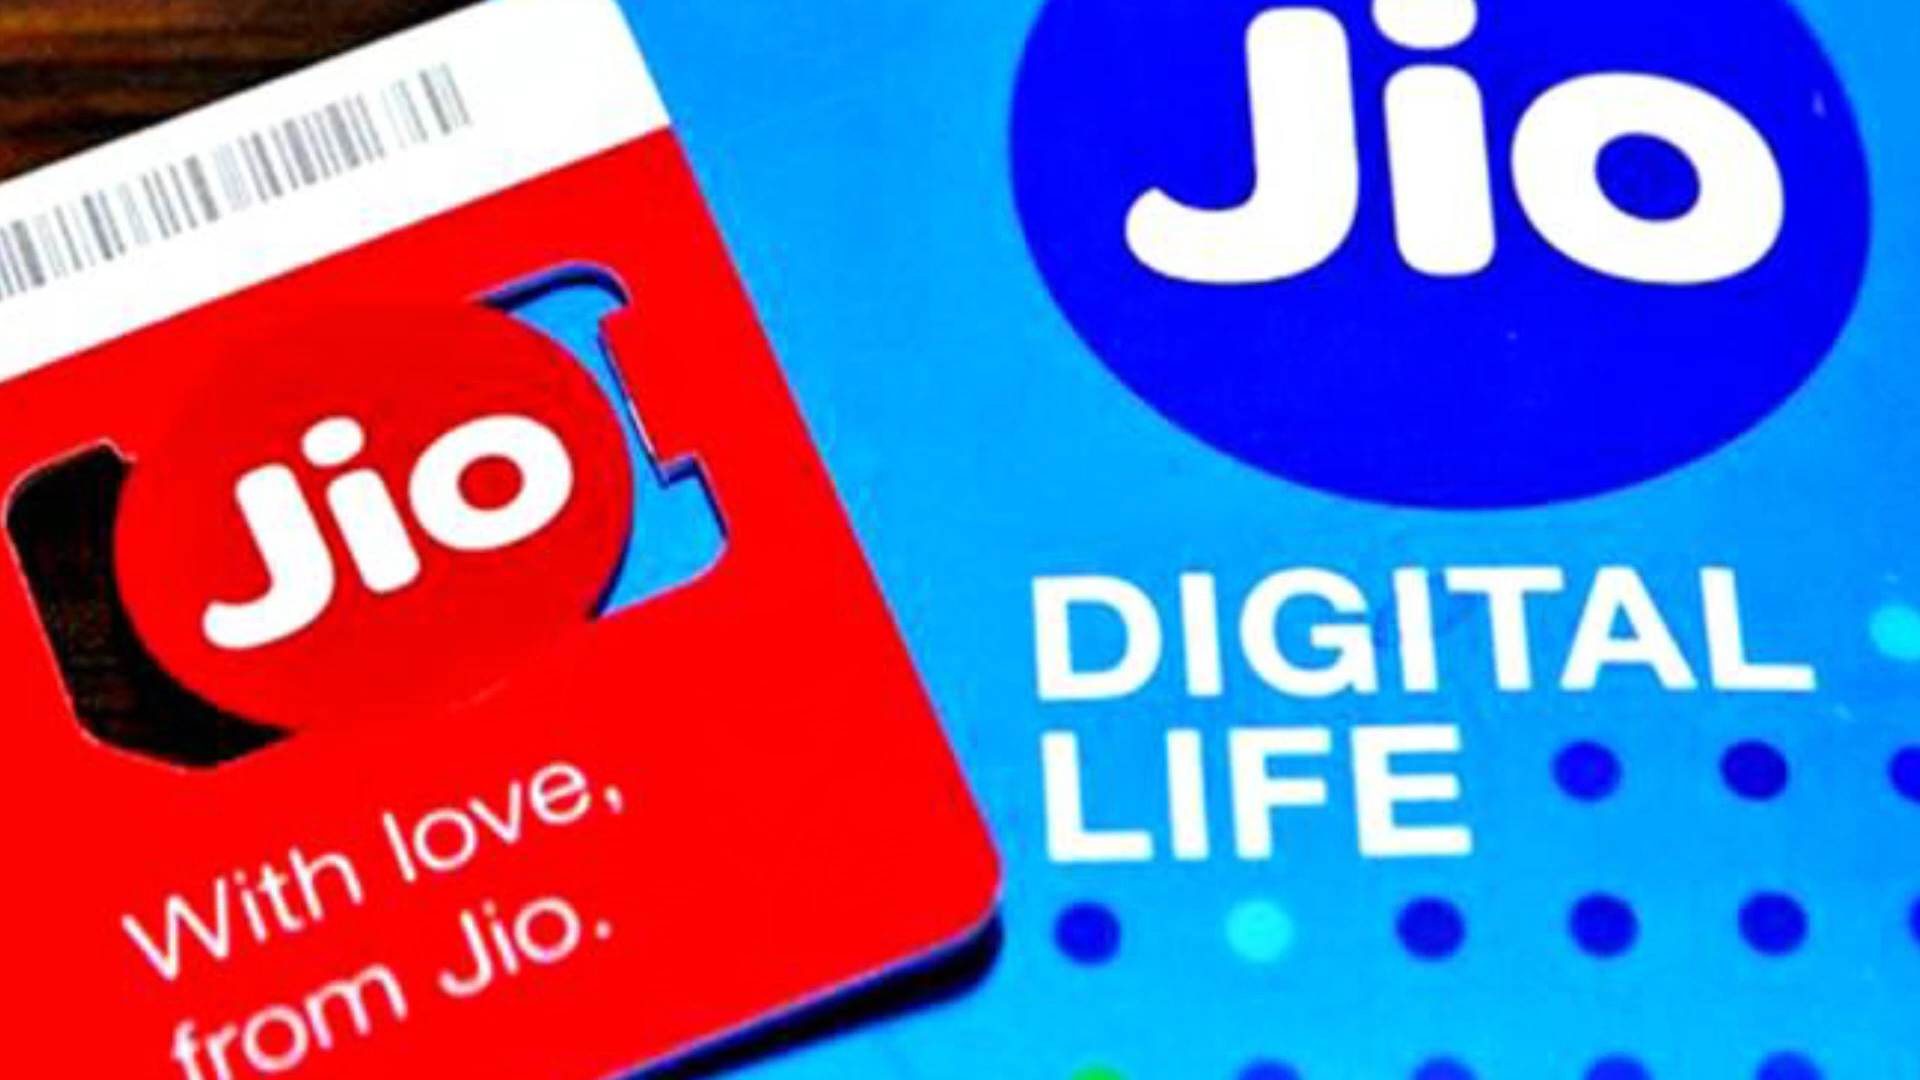 Jio
With love,
from Jio.
Jio
DIGITAL
LIFE